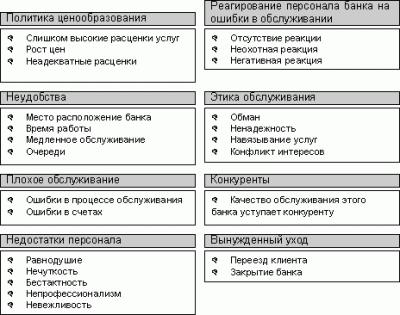 Политика ценообразования
Слишком высокие расценки услуг
Рост цен
Неадекватные расценки
Реагирование персонала банка на
ошибки в обслуживании
Отсутствие реакции
Неохотная реакция
Негативная реакция
Неудобства
Место расположение банка
Время работы
Медленное обслуживание
Очереди
Этика обслуживания
Обман
Ненадежность
Навязывание услуг
Конфликт интересов
Плохое обслуживание
Ошибки в процессе обслуживания
Ошибки в счетах
Конкуренты
Качество обслуживания этого
банка уступает конкуренту
Недостатки персонала
Равнодушие
Нечуткость
Бестактность
Непрофессионализм
Невежливость
Вынужденный уход
Переезд клиента
Закрытие банка